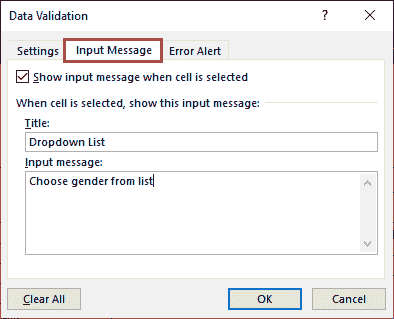 Data Validation
Settings Input Message Error Alert
Show input message when cell is selected
When cell is selected, show this input message:
Title:
Dropdown List
Input message:
Choose gender from list
Clear All OK Cancel